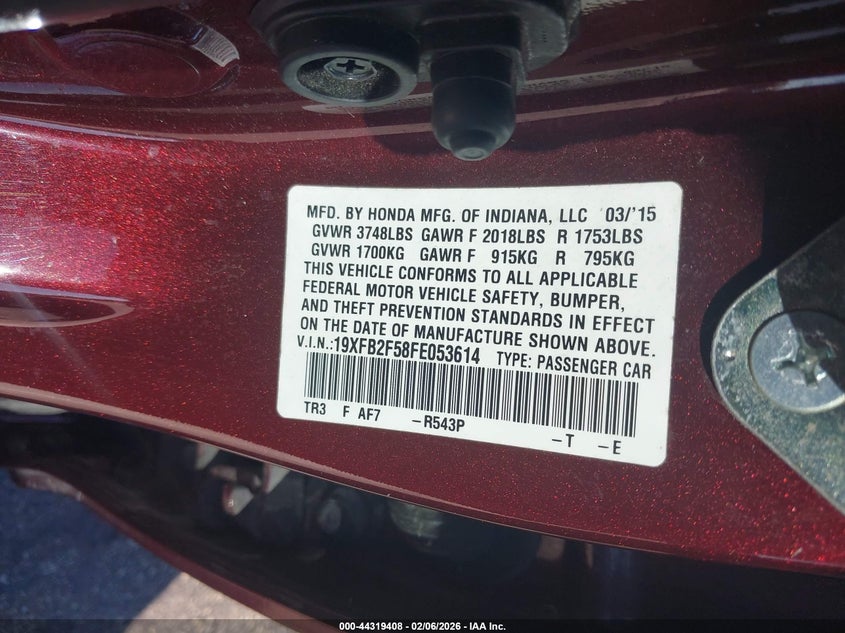 MFD. BY HONDA MFG. OF INDIANA, LLC 03/'15
GVWR 3748LBS GAWR F 2018LBS R 1753LBS
GVWR 1700KG GAWR F 915KG R 795KG
THIS VEHICLE CONFORMS TO ALL APPLICABLE
FEDERAL MOTOR VEHICLE SAFETY, BUMPER,
AND THEFT PREVENTION STANDARDS IN EFFECT
ON THE DATE OF MANUFACTURE SHOWN ABOVE.
V.I.N.:19XFB2F58FE053614 TYPE: PASSENGER CAR
TR3 F AF7 –R543P –T –E
000-44319408 - 02/06/2026 - IAA Inc.